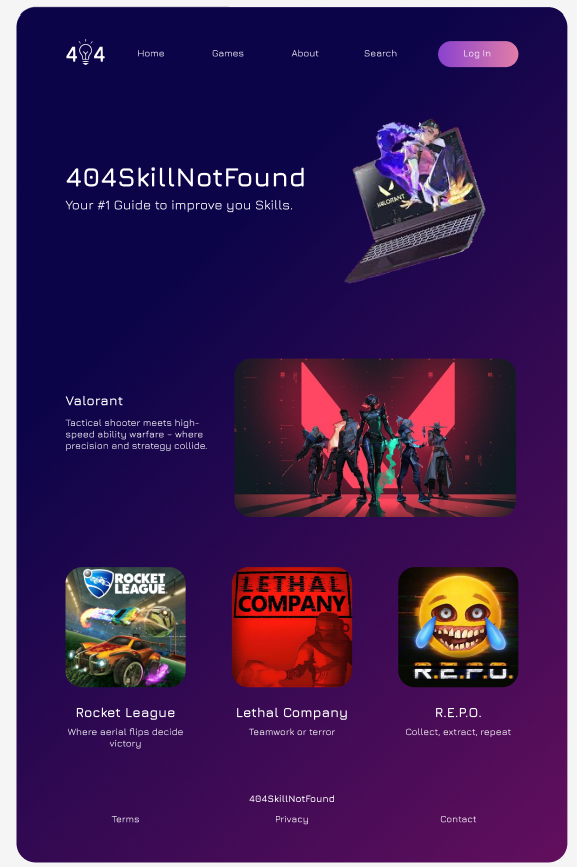 4 4
Home Games About Search Log In
404SkillNotFound
Your #1 Guide to improve you Skills.
VALORANT
Valorant
Tactical shooter meets high-
speed ability warfare – where
precision and strategy collide.
ROCKET
LEAGUE
LETHAL
COMPANY
R.E.P.O.
Rocket League
Where aerial flips decide
victory
Lethal Company
Teamwork or terror
R.E.P.O.
Collect, extract, repeat
404SkillNotFound
Terms Privacy Contact